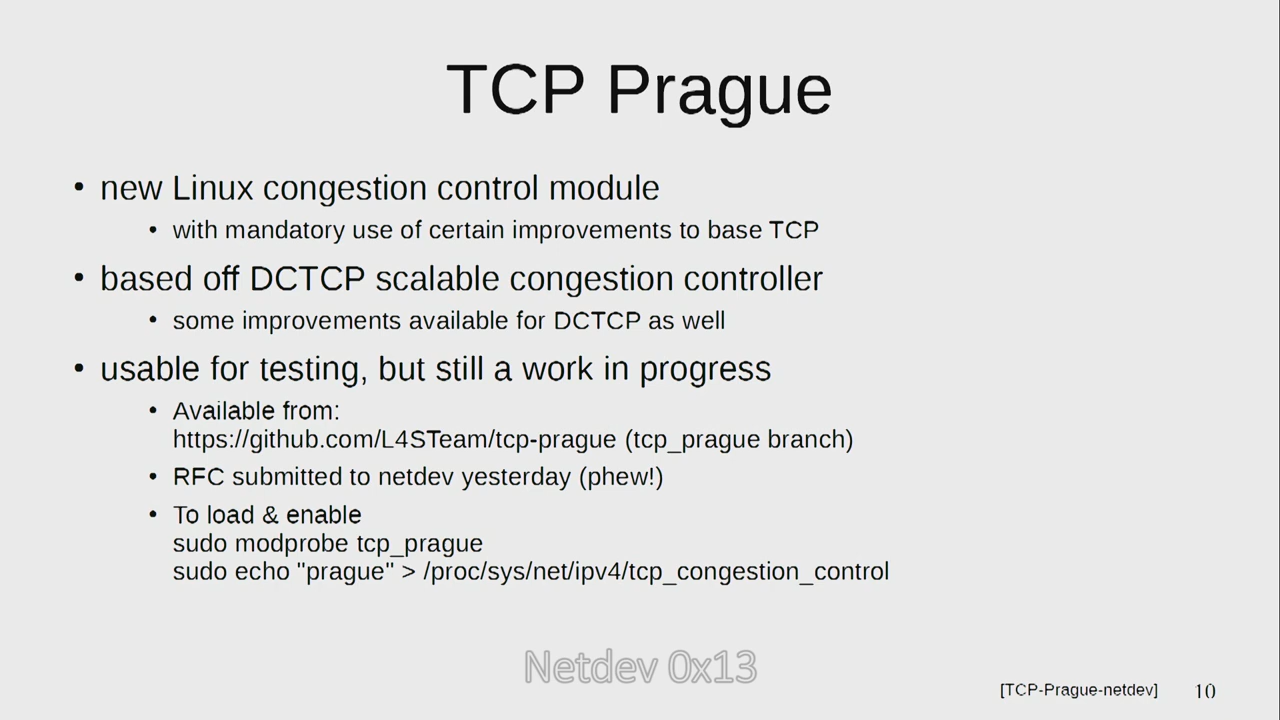 TCP Prague
• new Linux congestion control module
• with mandatory use of certain improvements to base TCP
• based off DCTCP scalable congestion controller
• some improvements available for DCTCP as well
• usable for testing, but still a work in progress
• Available from:
https://github.com/L4STeam/tcp-prague (tcp_prague branch)
• RFC submitted to netdev yesterday (phew!)
• To load & enable
sudo modprobe tcp_prague
sudo echo "prague" > /proc/sys/net/ipv4/tcp_congestion_control
Netdev 0x13
[TCP-Prague-netdev] 10